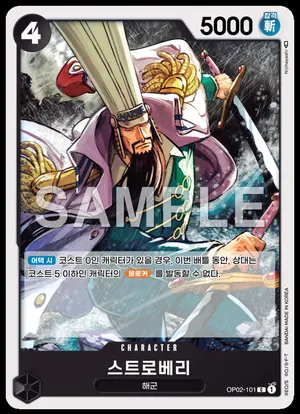 4
5000
참격
斬
SAMPLE
어택 시 코스트 0인 캐릭터가 있을 경우, 이번 배틀 동안, 상대는
코스트 5 이하인 캐릭터의 블로커 를 발동할 수 없다.
CHARACTER
스트로베리
해군
OP02-101 C 1
BANDAI MADE IN KOREA